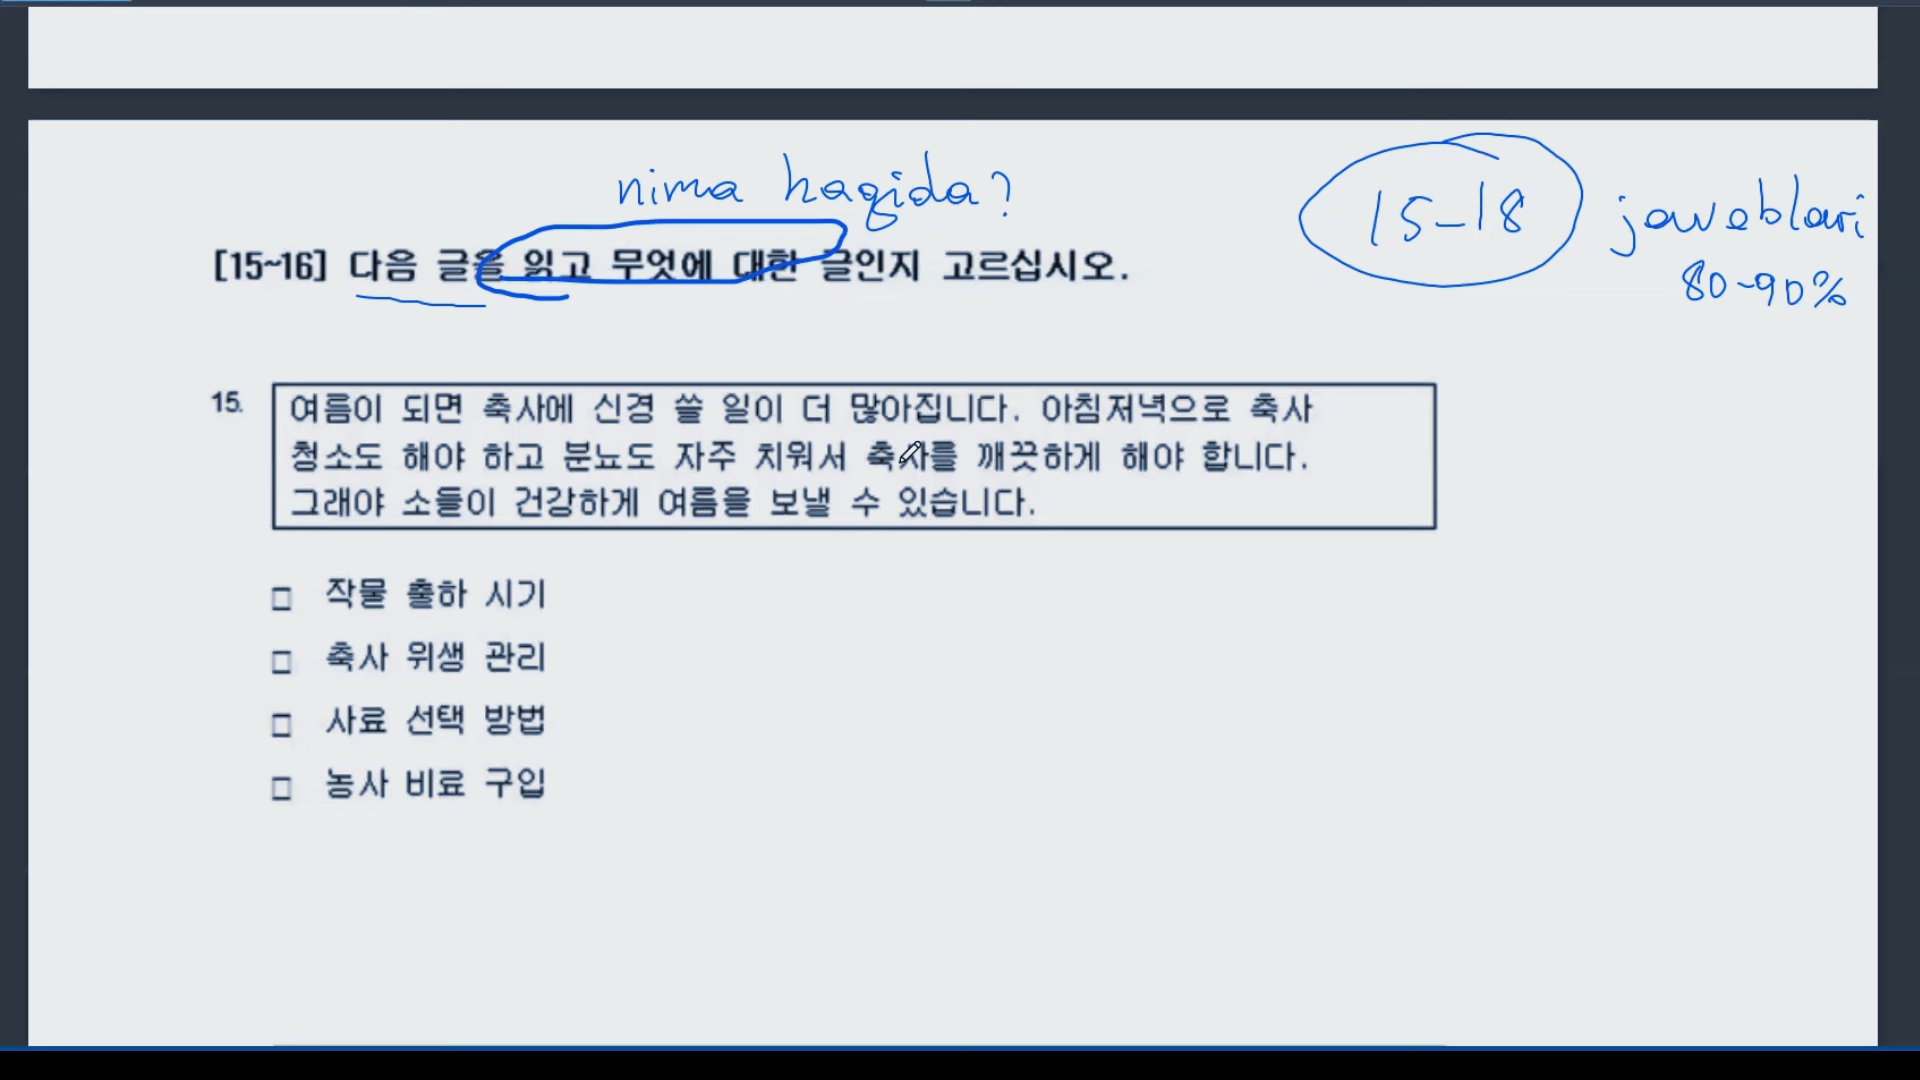 nima haqida?
15-18 javoblari
80-90%
[15~16] 다음 글을 읽고 무엇에 대한 글인지 고르십시오.
15.
여름이 되면 축사에 신경 쓸 일이 더 많아집니다. 아침저녁으로 축사
청소도 해야 하고 분뇨도 자주 치워서 축사를 깨끗하게 해야 합니다.
그래야 소들이 건강하게 여름을 보낼 수 있습니다.
□ 작물 출하 시기
□ 축사 위생 관리
□ 사료 선택 방법
□ 농사 비료 구입